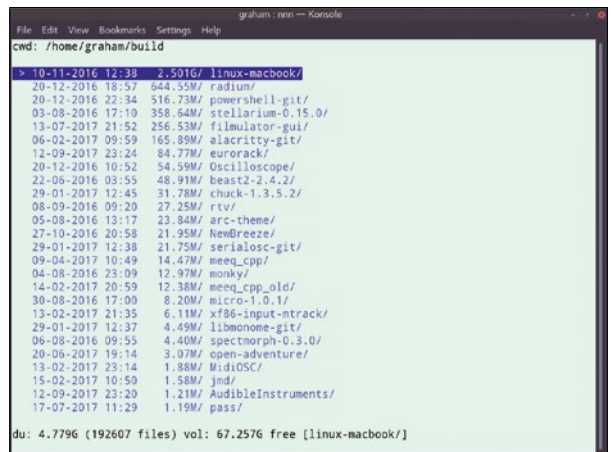 graham : nnn — Konsole
File Edit View Bookmarks Settings Help
cwd: /home/graham/build
> 10-11-2016 12:38 2.501G/ linux-macbook/
20-12-2016 18:57 644.55M/ radium/
20-12-2016 22:34 516.73M/ powershell-git/
03-08-2016 17:10 358.64M/ stellarium-0.15.0/
13-07-2017 21:52 256.53M/ filmulator-gui/
06-02-2017 09:59 165.89M/ alacritty-git/
12-09-2017 23:24 84.77M/ eurorack/
20-12-2016 10:52 54.59M/ Oscilloscope/
22-06-2017 03:55 48.91M/ beast2-2.4.2/
29-01-2017 12:45 31.78M/ chuck-1.3.5.2/
08-09-2016 09:20 27.25M/ rtv/
05-08-2016 13:17 23.84M/ arc-theme/
27-10-2016 20:58 21.95M/ NewBreeze/
29-01-2017 12:38 21.75M/ serialosc-git/
09-04-2017 10:49 14.47M/ meeq_cpp/
04-08-2016 23:09 12.97M/ monky/
14-02-2017 20:59 12.38M/ meeq_cpp_old/
30-08-2016 17:00 8.20M/ micro-1.0.1/
13-02-2017 21:35 6.11M/ xf86-input-mtrack/
29-01-2017 12:37 4.49M/ libmonome-git/
06-08-2016 09:55 4.40M/ spectmorph-0.3.0/
20-06-2017 19:14 3.07M/ open-adventure/
13-02-2017 23:14 1.88M/ MidiOSC/
15-02-2017 10:50 1.58M/ jmd/
12-09-2017 23:20 1.21M/ AudibleInstruments/
17-07-2017 11:29 1.19M/ pass/
du: 4.779G (192607 files) vol: 67.257G free [linux-macbook/]